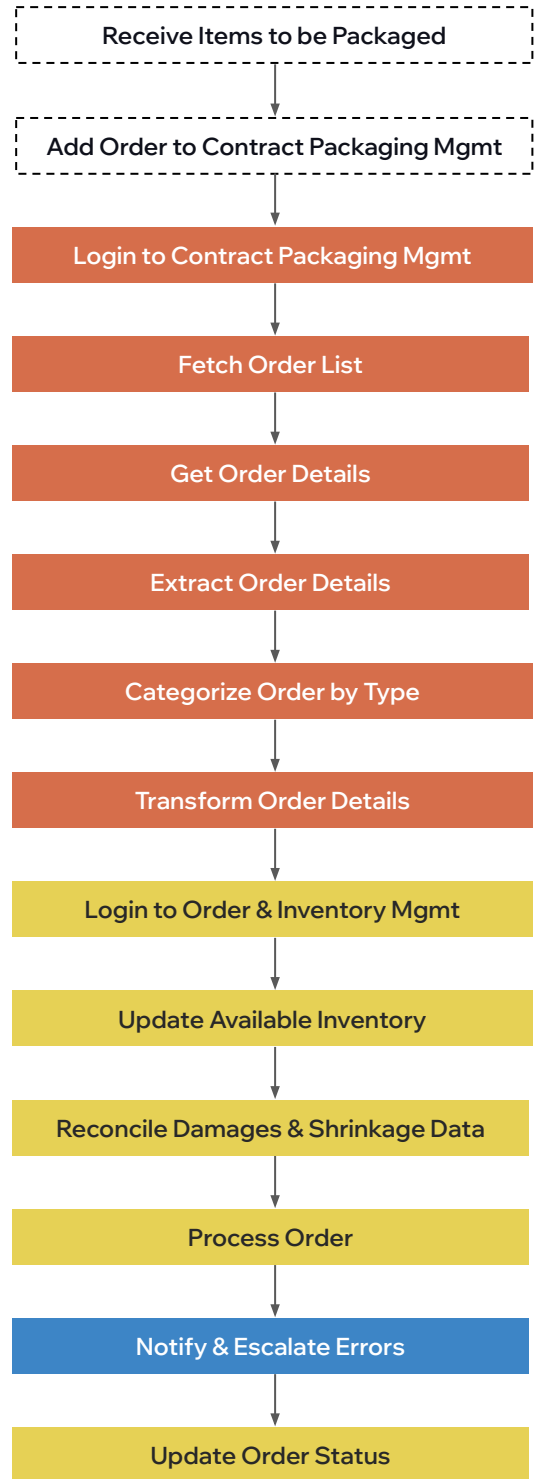 Receive Items to be Packaged
Add Order to Contract Packaging Mgmt
Login to Contract Packaging Mgmt
Fetch Order List
Get Order Details
Extract Order Details
Categorize Order by Type
Transform Order Details
Login to Order & Inventory Mgmt
Update Available Inventory
Reconcile Damages & Shrinkage Data
Process Order
Notify & Escalate Errors
Update Order Status